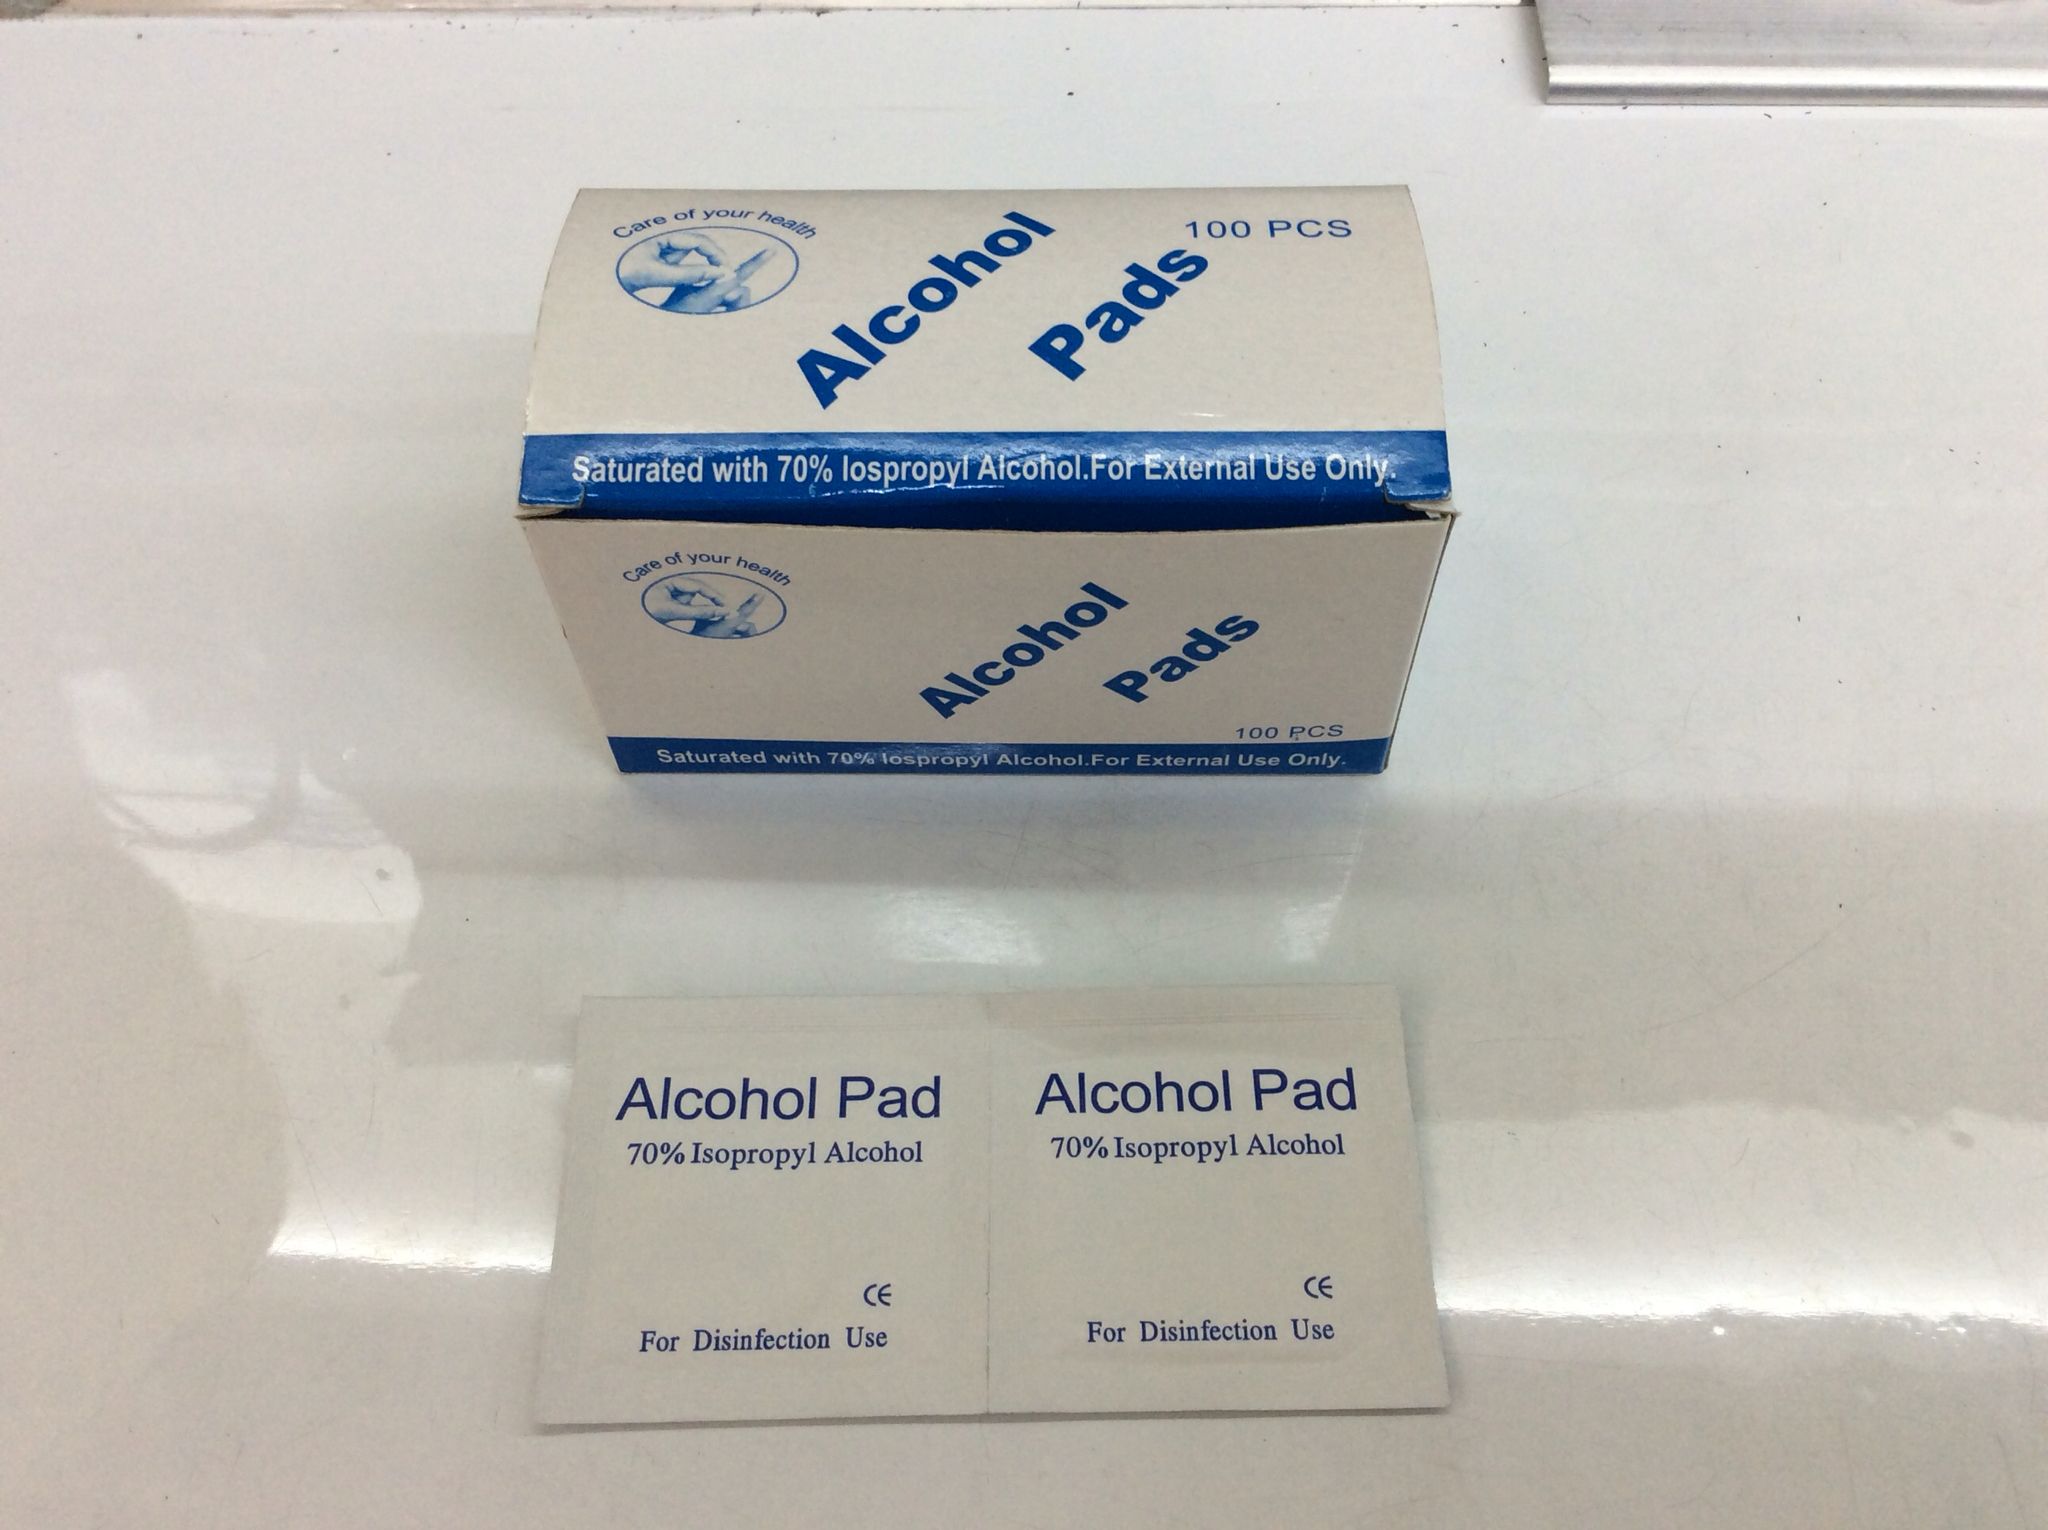 Care of your health
Alcohol
Pads
100 PCS
Saturated with 70% Iospropyl Alcohol.For External Use Only.
Care of your health
Alcohol
Pads
100 PCS
Saturated with 70% Iospropyl Alcohol.For External Use Only.
Alcohol Pad
70% Isopropyl Alcohol
CE
For Disinfection Use
Alcohol Pad
70% Isopropyl Alcohol
CE
For Disinfection Use